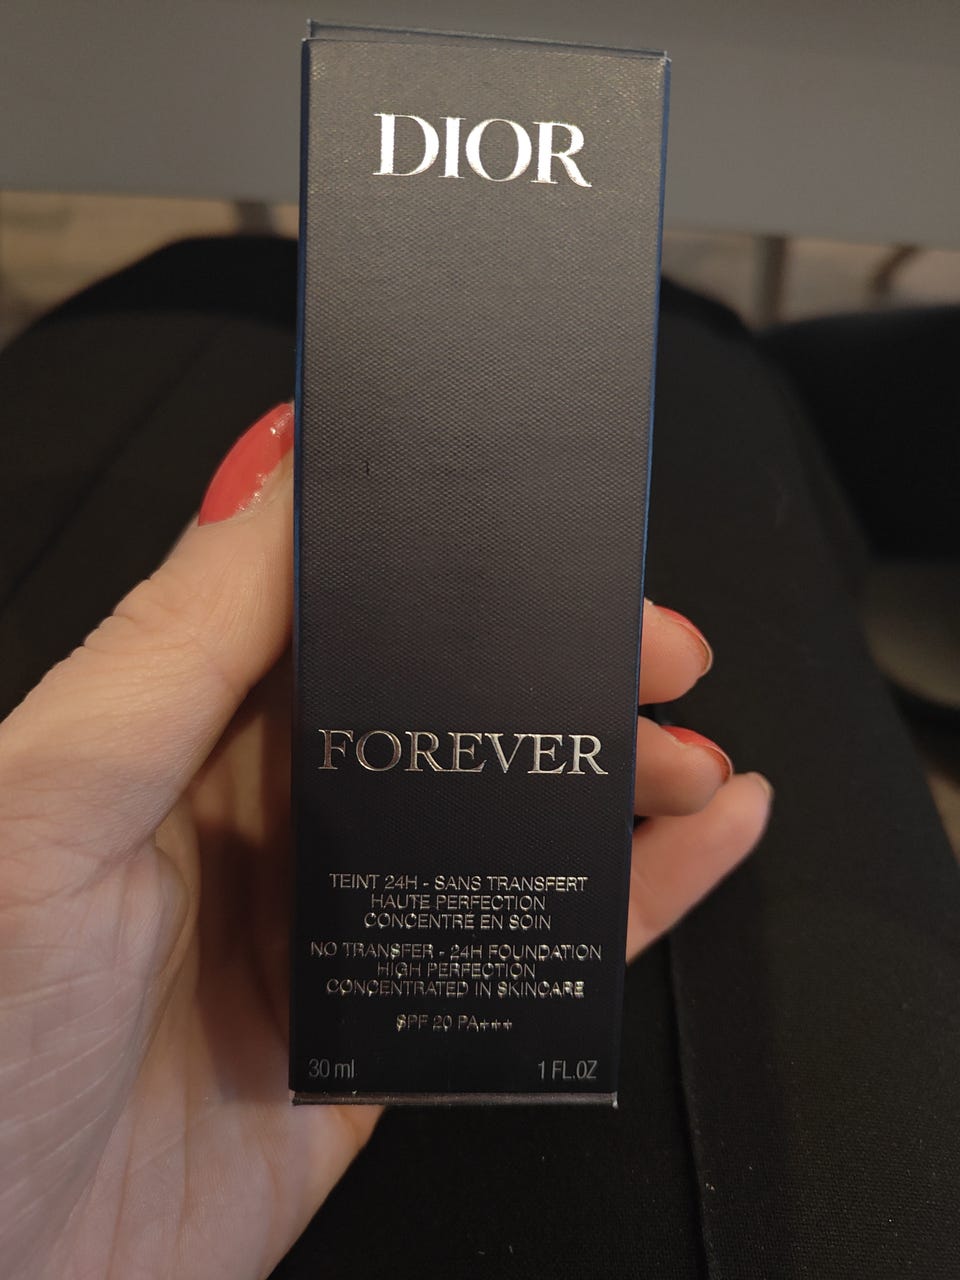 DIOR
FOREVER
TEINT 24H - SANS TRANSFERT
HAUTE PERFECTION
CONCENTRÉ EN SOIN
NO TRANSFER - 24H FOUNDATION
HIGH PERFECTION
CONCENTRATED IN SKINCARE
SPF 20 PA+++
30 ml 1 FL.OZ